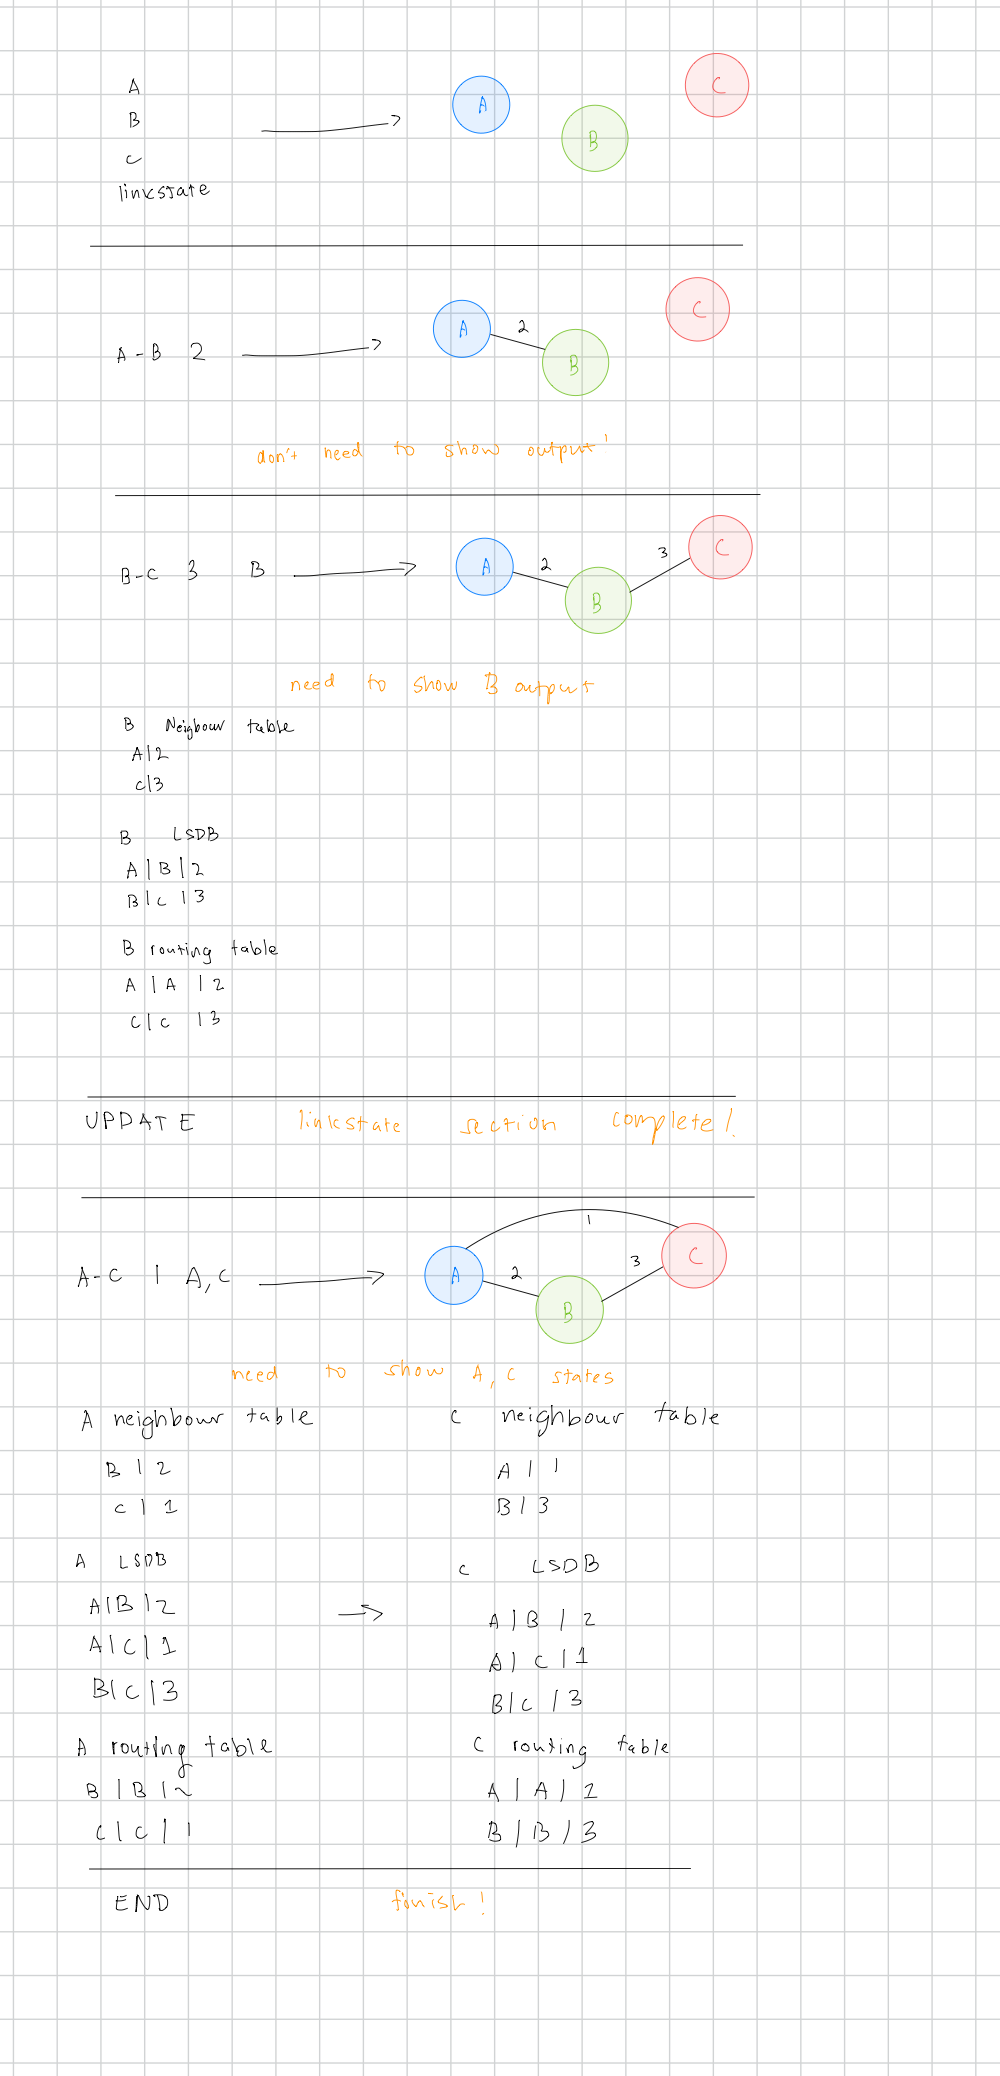 A
B
C
linkstate
A
B
C
A-B 2
A
2
B
C
don't need to show output!
B-C 3 B
A
2
B
3
C
need to show B output
B Neigbour table
A|2
C|3
B LSDB
A|B|2
B|C|3
B routing table
A|A|2
C|C|3
UPDATE linkstate section complete!
A-C 1 A,C
A
1
2
B
3
C
need to show A, C states
A neighbour table
B|2
C|1
A LSDB
A|B|2
A|C|1
B|C|3
A routing table
B|B|2
C|C|1
C neighbour table
A|1
B|3
C LSDB
A|B|2
A|C|1
B|C|3
C routing table
A|A|1
B|B|3
END finish!